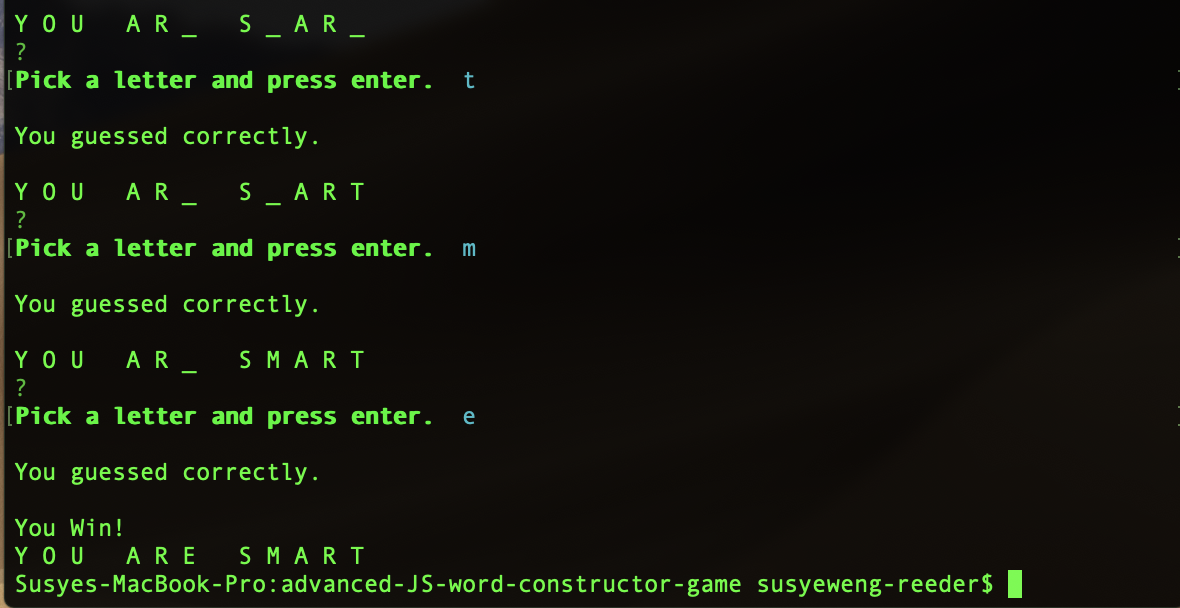 Y O U   A R _   S _ A R _
?
[Pick a letter and press enter.  t
You guessed correctly.
Y O U   A R _   S _ A R T
?
[Pick a letter and press enter.  m
You guessed correctly.
Y O U   A R _   S M A R T
?
[Pick a letter and press enter.  e
You guessed correctly.
You Win!
Y O U   A R E   S M A R T
Susyes-MacBook-Pro:advanced-JS-word-constructor-game susyeweng-reeder$